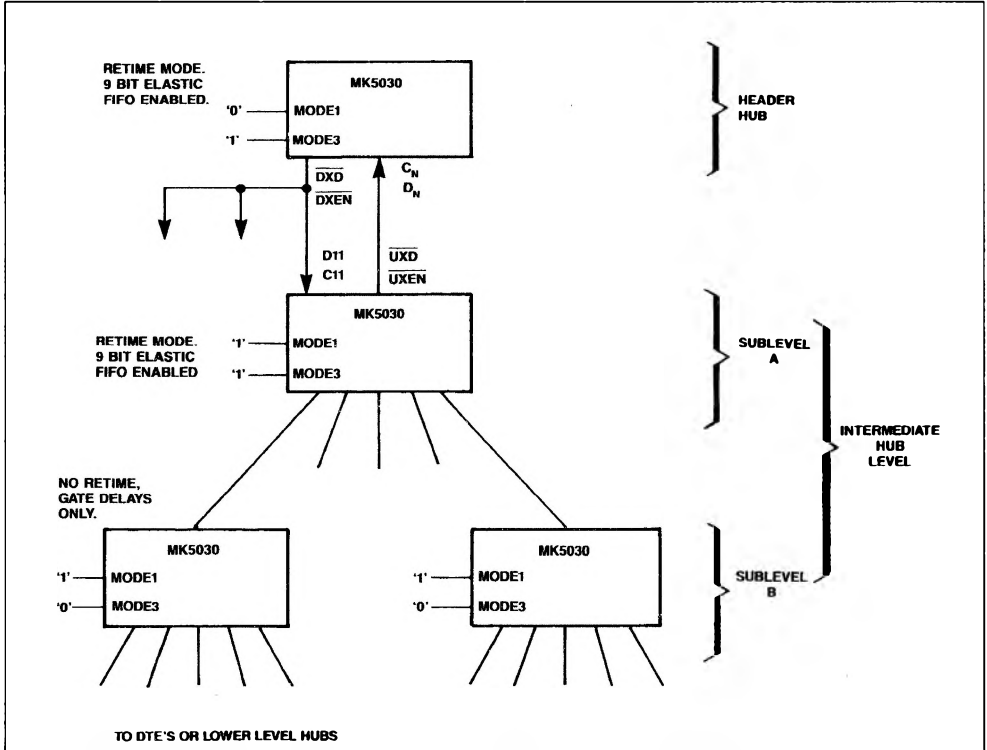 RETIME MODE.
9 BIT ELASTIC
FIFO ENABLED.
MK5030
'0'
MODE1
'1'
MODE3
HEADER
HUB
DXD
DXEN
CN
DN
D11
C11
UXD
UXEN
RETIME MODE.
9 BIT ELASTIC
FIFO ENABLED
MK5030
'1'
MODE1
'1'
MODE3
SUBLEVEL
A
INTERMEDIATE
HUB
LEVEL
NO RETIME,
GATE DELAYS
ONLY.
MK5030
'1'
MODE1
'0'
MODE3
MK5030
'1'
MODE1
'0'
MODE3
SUBLEVEL
B
TO DTE'S OR LOWER LEVEL HUBS